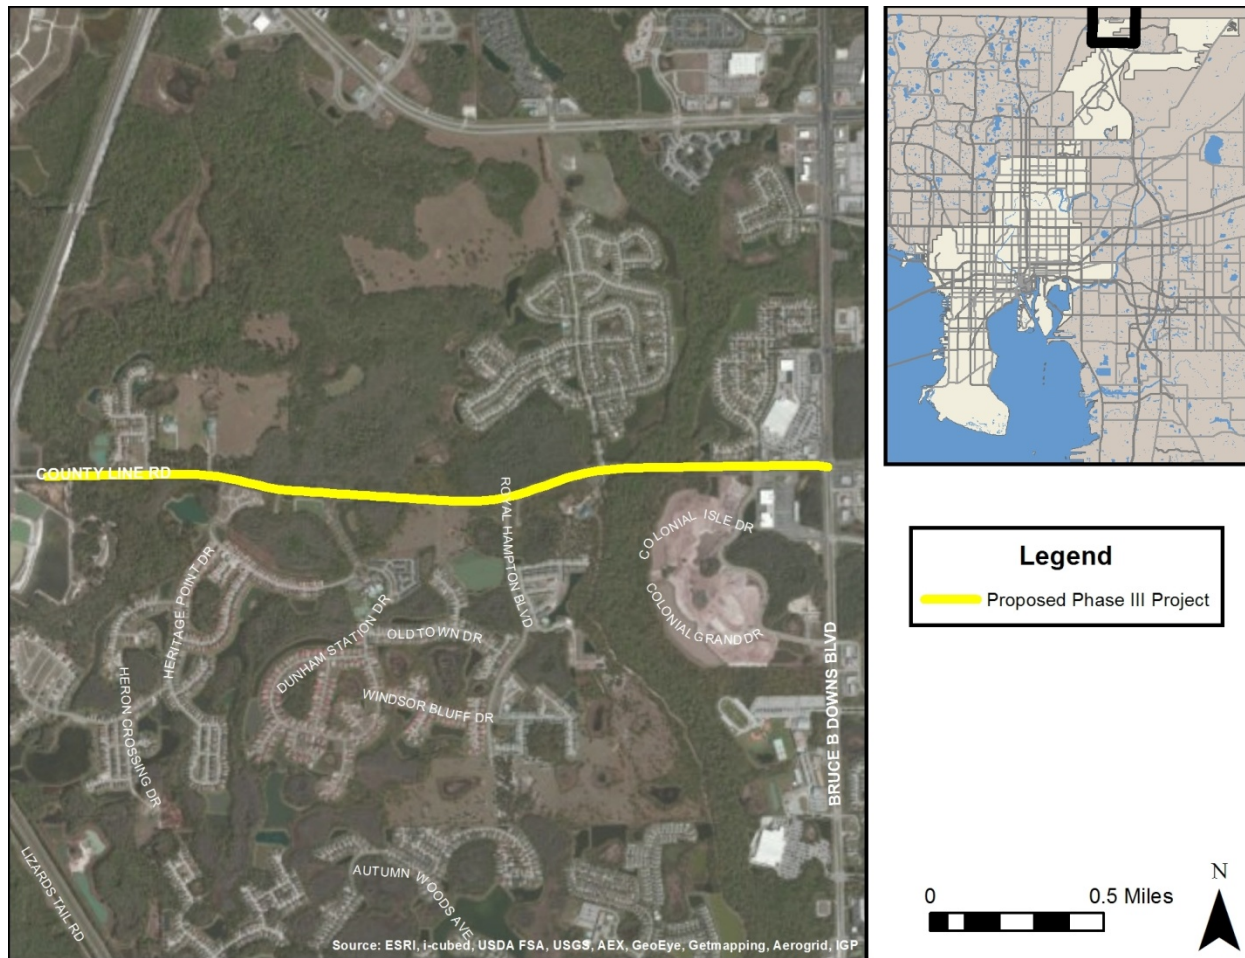 COUNTY LINE RD
ROYAL HAMPTON BLVD
COLONIAL ISLE DR
COLONIAL GRAND DR
HERITAGE POINT DR
DUNHAM STATION DR
OLD TOWN DR
WINDSOR BLUFF DR
HERON CROSSING DR
BRUCE B DOWNS BLVD
LIZARDS TAIL RD
AUTUMN WOODS AVE
Source: ESRI, i-cubed, USDA FSA, USGS, AEX, GeoEye, Getmapping, Aerogrid, IGP
Legend
Proposed Phase III Project
N
0 0.5 Miles